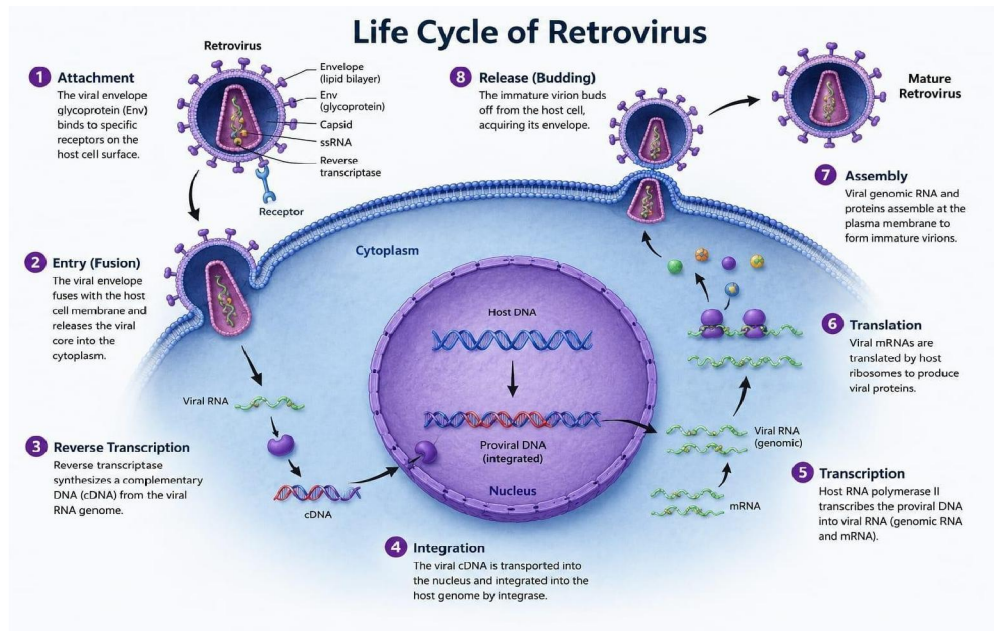 Life Cycle of Retrovirus
1 Attachment
The viral envelope
glycoprotein (Env)
binds to specific
receptors on the
host cell surface.
Retrovirus
Envelope
(lipid bilayer)
Env
(glycoprotein)
Capsid
ssRNA
Reverse
transcriptase
Receptor
8 Release (Budding)
The immature virion buds
off from the host cell,
acquiring its envelope.
Mature
Retrovirus
7 Assembly
Viral genomic RNA and
proteins assemble at the
plasma membrane to
form immature virions.
2 Entry (Fusion)
The viral envelope
fuses with the host
cell membrane and
releases the viral
core into the
cytoplasm.
Cytoplasm
Host DNA
6 Translation
Viral mRNAs are
translated by host
ribosomes to produce
viral proteins.
Viral RNA
3 Reverse Transcription
Reverse transcriptase
synthesizes a complementary
DNA (cDNA) from the viral
RNA genome.
cDNA
Proviral DNA
(integrated)
Nucleus
Viral RNA
(genomic)
mRNA
5 Transcription
Host RNA polymerase II
transcribes the proviral DNA
into viral RNA (genomic RNA
and mRNA).
4 Integration
The viral cDNA is transported into
the nucleus and integrated into the
host genome by integrase.